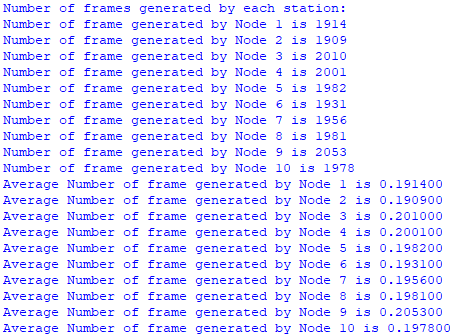 Number of frames generated by each station:
Number of frame generated by Node 1 is 1914
Number of frame generated by Node 2 is 1909
Number of frame generated by Node 3 is 2010
Number of frame generated by Node 4 is 2001
Number of frame generated by Node 5 is 1982
Number of frame generated by Node 6 is 1931
Number of frame generated by Node 7 is 1956
Number of frame generated by Node 8 is 1981
Number of frame generated by Node 9 is 2053
Number of frame generated by Node 10 is 1978
Average Number of frame generated by Node 1 is 0.191400
Average Number of frame generated by Node 2 is 0.190900
Average Number of frame generated by Node 3 is 0.201000
Average Number of frame generated by Node 4 is 0.200100
Average Number of frame generated by Node 5 is 0.198200
Average Number of frame generated by Node 6 is 0.193100
Average Number of frame generated by Node 7 is 0.195600
Average Number of frame generated by Node 8 is 0.198100
Average Number of frame generated by Node 9 is 0.205300
Average Number of frame generated by Node 10 is 0.197800